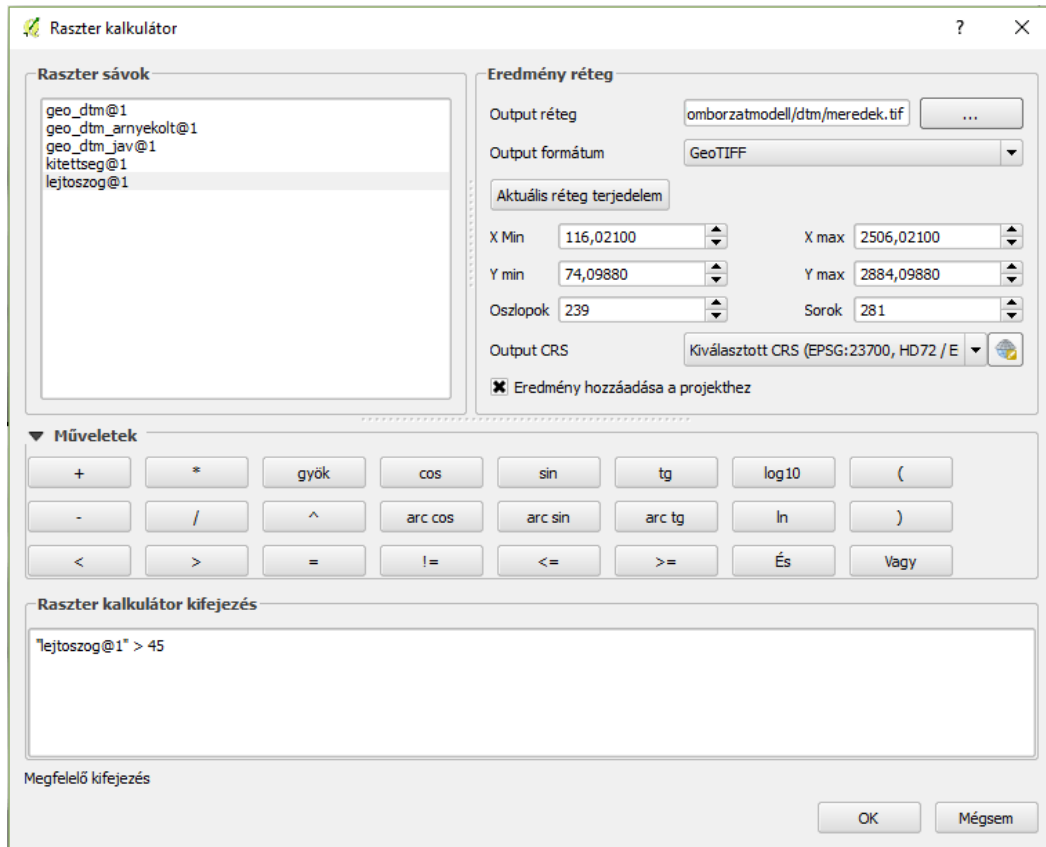 Raszter kalkulátor
?
Raszter sávok
geo_dtm@1
geo_dtm_arnyekolt@1
geo_dtm_jav@1
kitettseg@1
lejtoszog@1
Eredmény réteg
Output réteg omborzatmodell/dtm/meredek.tif ...
Output formátum GeoTIFF
Aktuális réteg terjedelem
X Min 116,02100 X max 2506,02100
Y min 74,09880 Y max 2884,09880
Oszlopok 239 Sorok 281
Output CRS Kiválasztott CRS (EPSG:23700, HD72 / E
Eredmény hozzáadása a projekthez
Műveletek
+ * gyök cos sin tg log10 (
- / ^ arc cos arc sin arc tg ln )
< > = != <= >= És Vagy
Raszter kalkulátor kifejezés
"lejtoszog@1" > 45
Megfelelő kifejezés
OK Mégsem